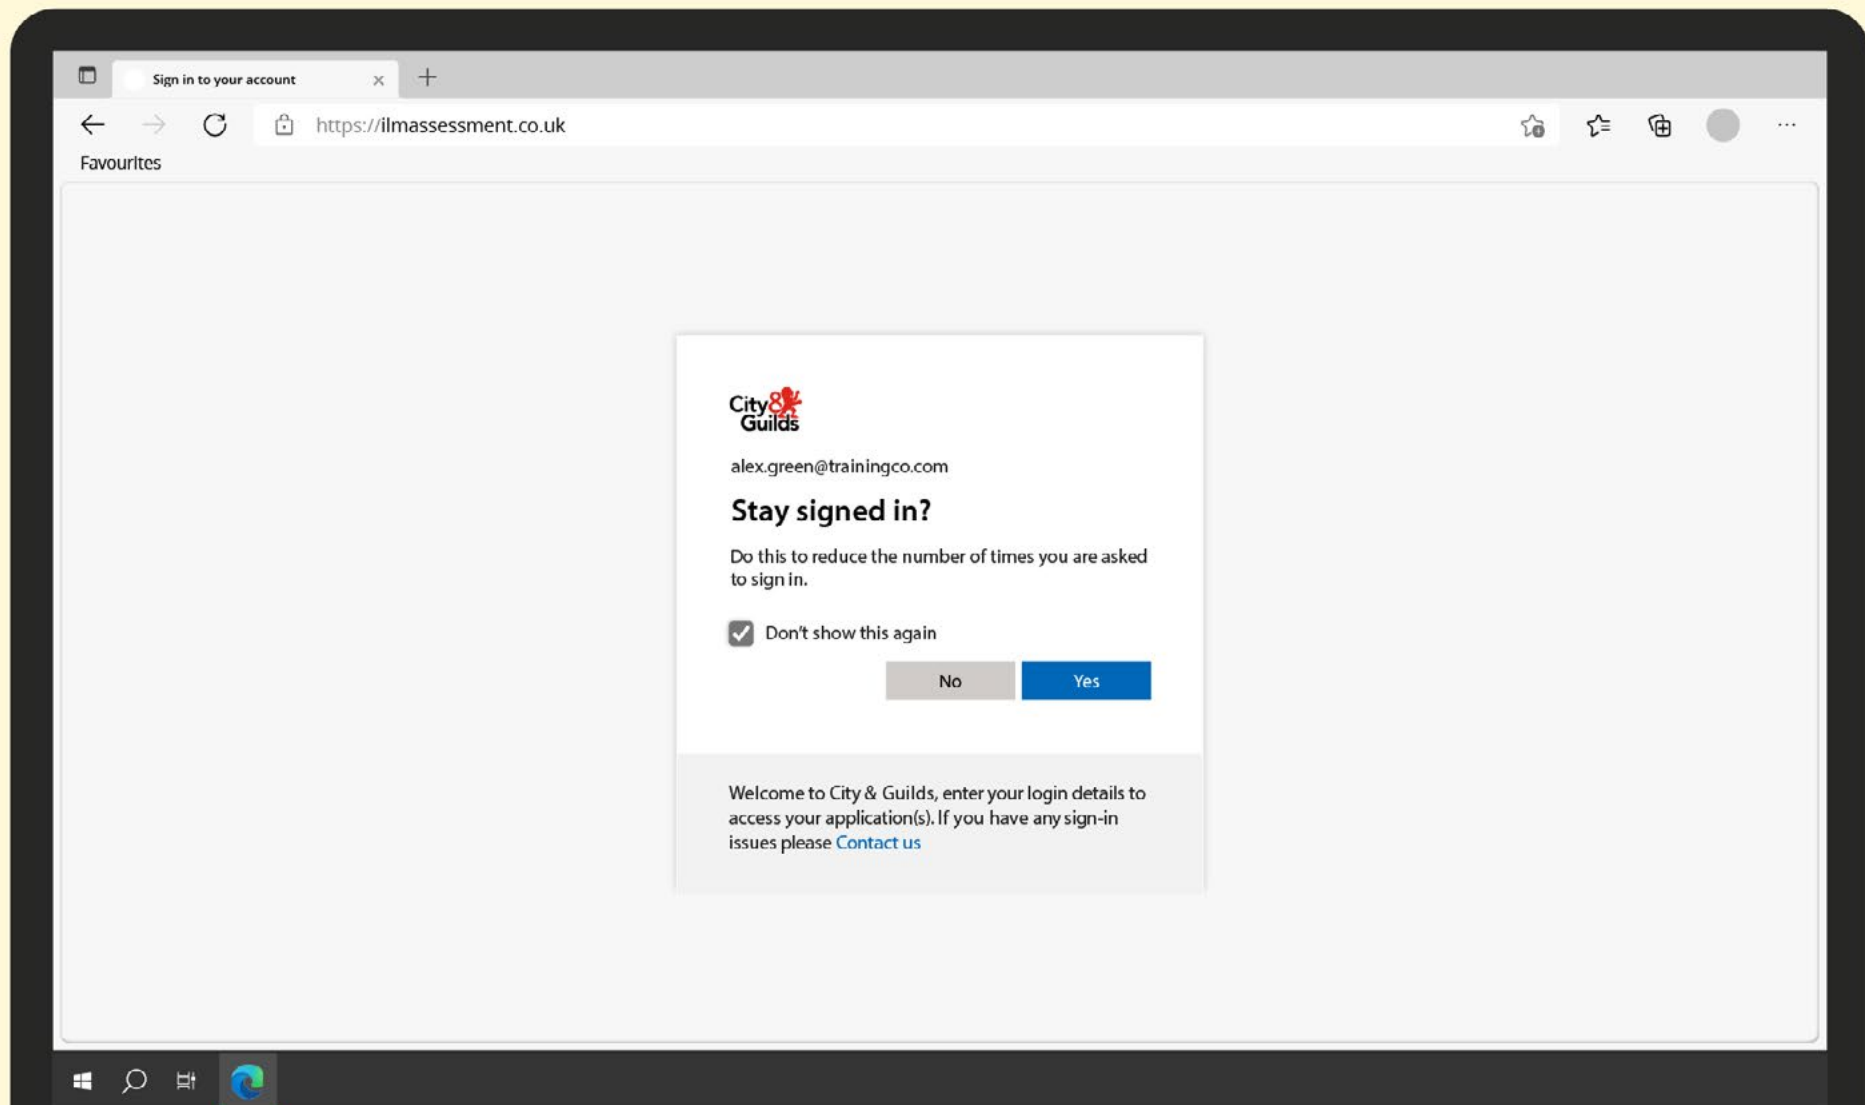 Sign in to your account
https://ilmassessment.co.uk
Favourites
City&
Guilds
alex.green@trainingco.com
Stay signed in?
Do this to reduce the number of times you are asked
to sign in.
Don't show this again
No
Yes
Welcome to City & Guilds, enter your login details to
access your application(s). If you have any sign-in
issues please Contact us